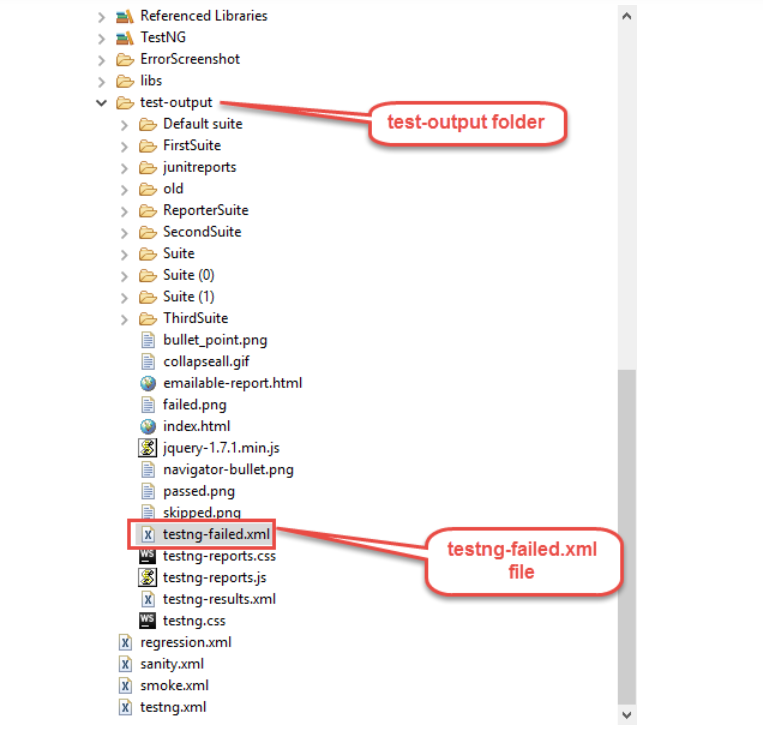 Referenced Libraries
TestNG
ErrorScreenshot
libs
test-output
test-output folder
Default suite
FirstSuite
junitreports
old
ReporterSuite
SecondSuite
Suite
Suite (0)
Suite (1)
ThirdSuite
bullet_point.png
collapseall.gif
emailable-report.html
failed.png
index.html
jquery-1.7.1.min.js
navigator-bullet.png
passed.png
skipped.png
testng-failed.xml
testng-failed.xml
file
testng-reports.css
testng-reports.js
testng-results.xml
testng.css
regression.xml
sanity.xml
smoke.xml
testng.xml